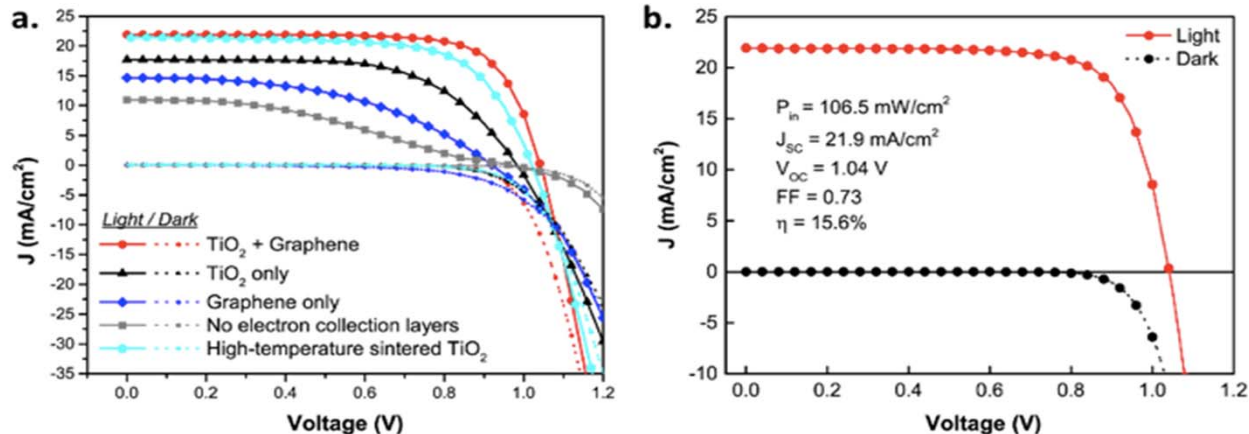 a.
25
20
15
10
5
0
-5
-10
-15
-20
-25
-30
-35
J (mA/cm²)
Light / Dark
TiO₂ + Graphene
TiO₂ only
Graphene only
No electron collection layers
High-temperature sintered TiO₂
0.0 0.2 0.4 0.6 0.8 1.0 1.2
Voltage (V)
b.
25
20
15
10
5
0
-5
-10
J (mA/cm²)
Light
Dark
Pin = 106.5 mW/cm²
JSC = 21.9 mA/cm²
VOC = 1.04 V
FF = 0.73
η = 15.6%
0.0 0.2 0.4 0.6 0.8 1.0 1.2
Voltage (V)